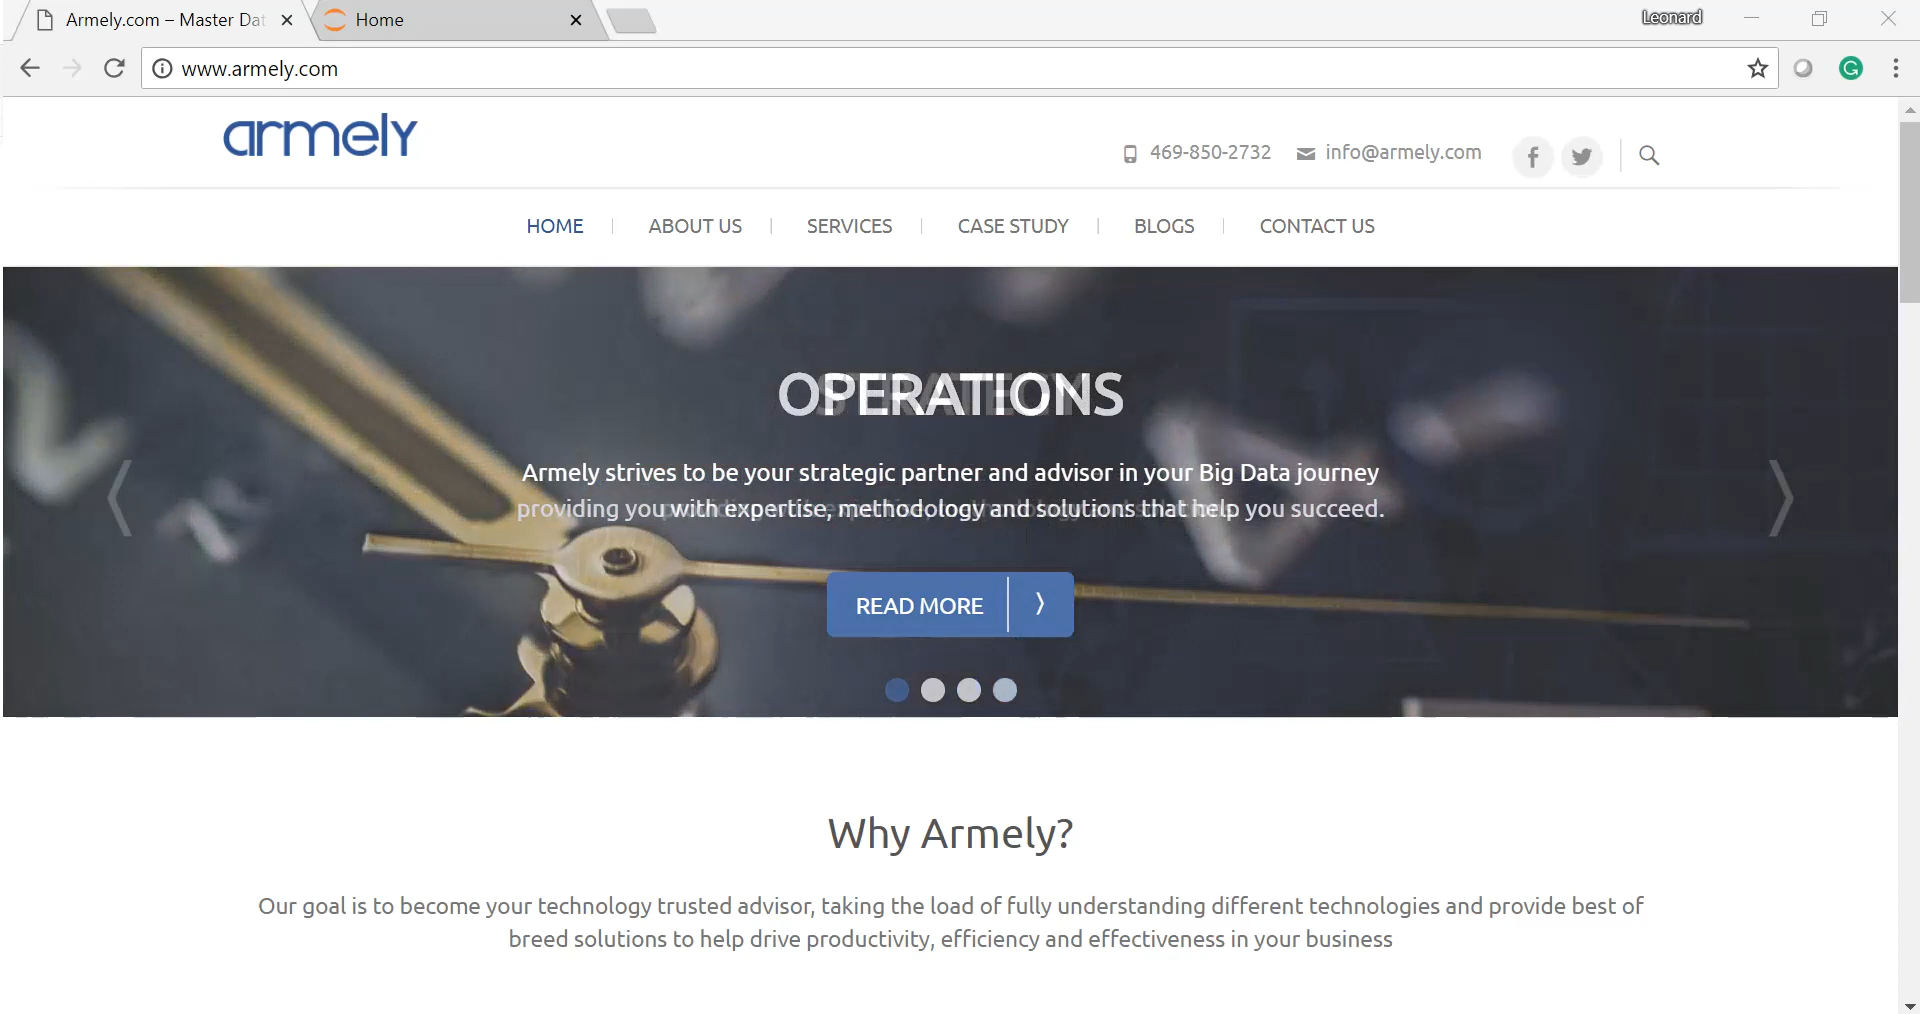 Armely.com – Master Dat
Home
Leonard
www.armely.com
armely
469-850-2732
info@armely.com
HOME
ABOUT US
SERVICES
CASE STUDY
BLOGS
CONTACT US
OPERATIONS
Armely strives to be your strategic partner and advisor in your Big Data journey
providing you with expertise, methodology and solutions that help you succeed.
READ MORE
Why Armely?
Our goal is to become your technology trusted advisor, taking the load of fully understanding different technologies and provide best of
breed solutions to help drive productivity, efficiency and effectiveness in your business